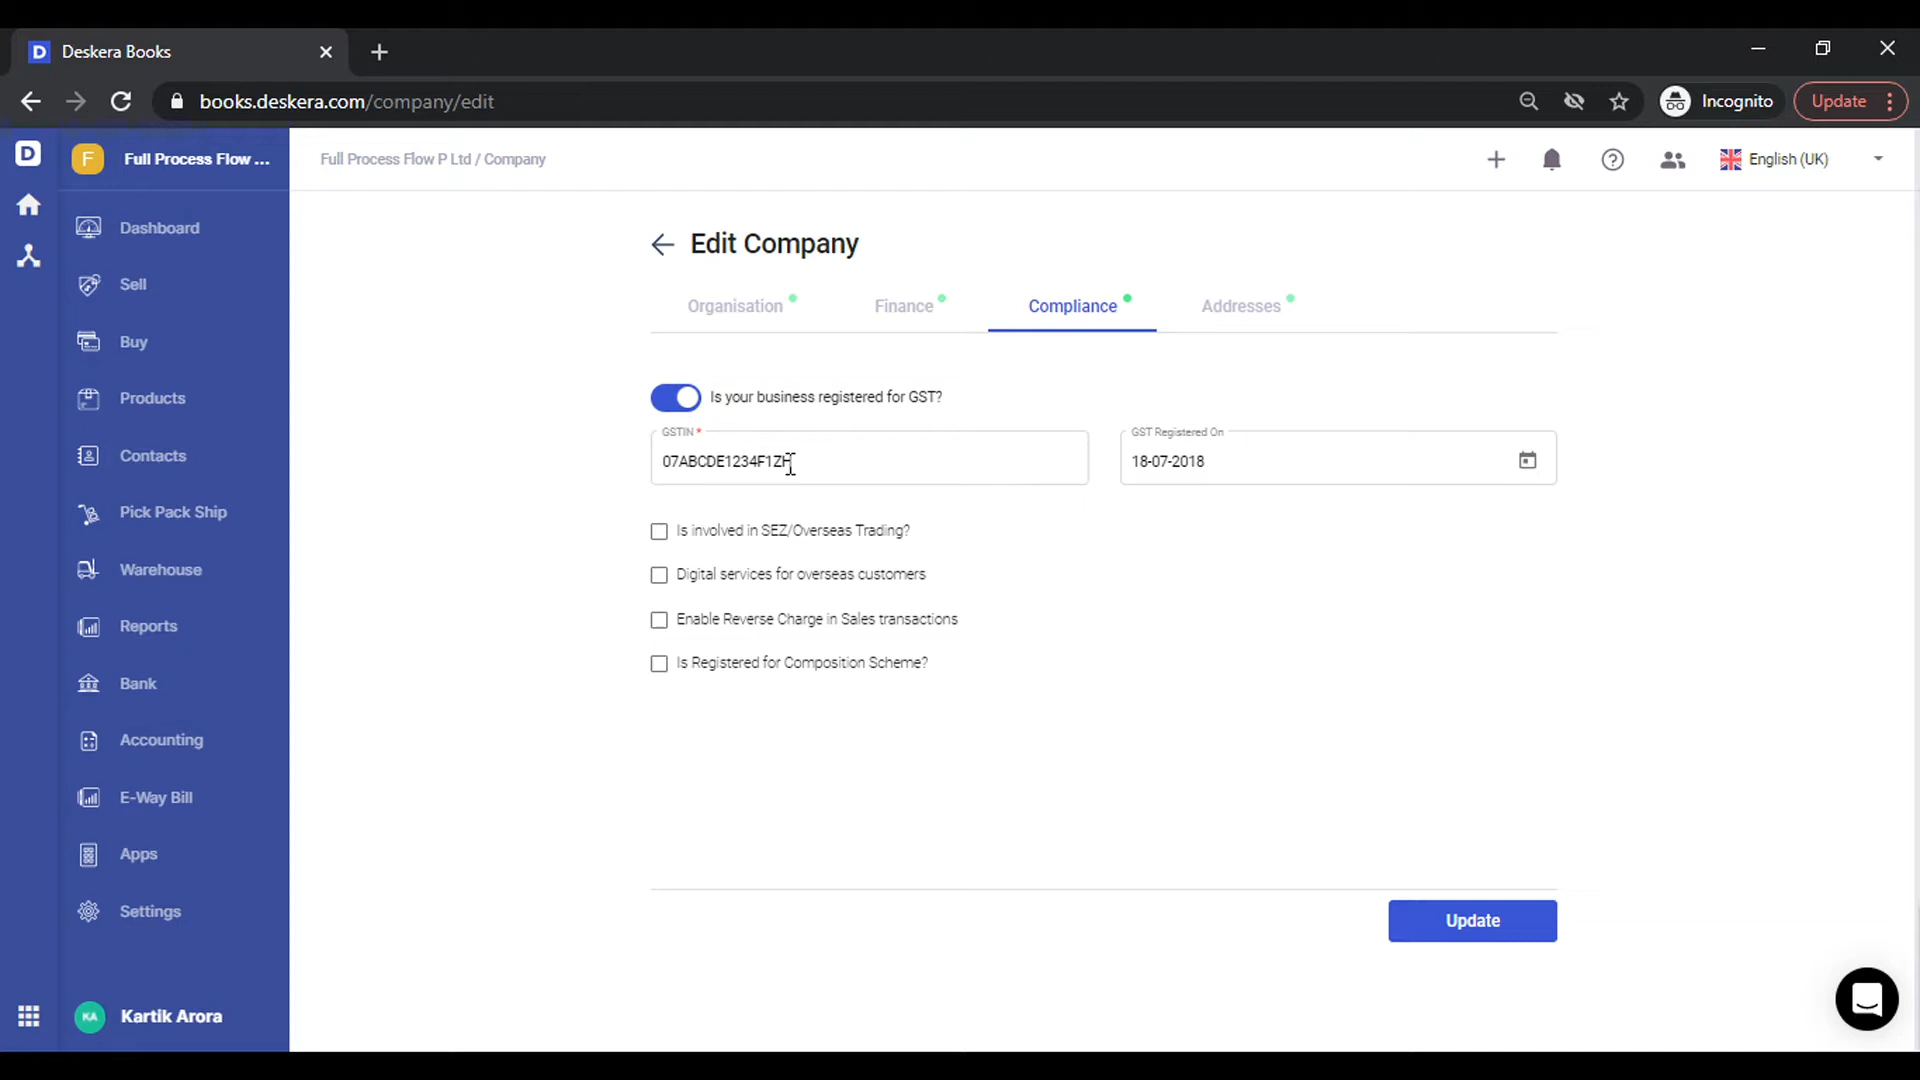 Deskera Books
books.deskera.com/company/edit
Incognito
Update
F
Full Process Flow ...
Full Process Flow P Ltd / Company
English (UK)
Dashboard
Sell
Buy
Products
Contacts
Pick Pack Ship
Warehouse
Reports
Bank
Accounting
E-Way Bill
Apps
Settings
KA
Kartik Arora
Edit Company
Organisation
Finance
Compliance
Addresses
Is your business registered for GST?
GSTIN *
07ABCDE1234F1ZH
GST Registered On
18-07-2018
Is involved in SEZ/Overseas Trading?
Digital services for overseas customers
Enable Reverse Charge in Sales transactions
Is Registered for Composition Scheme?
Update